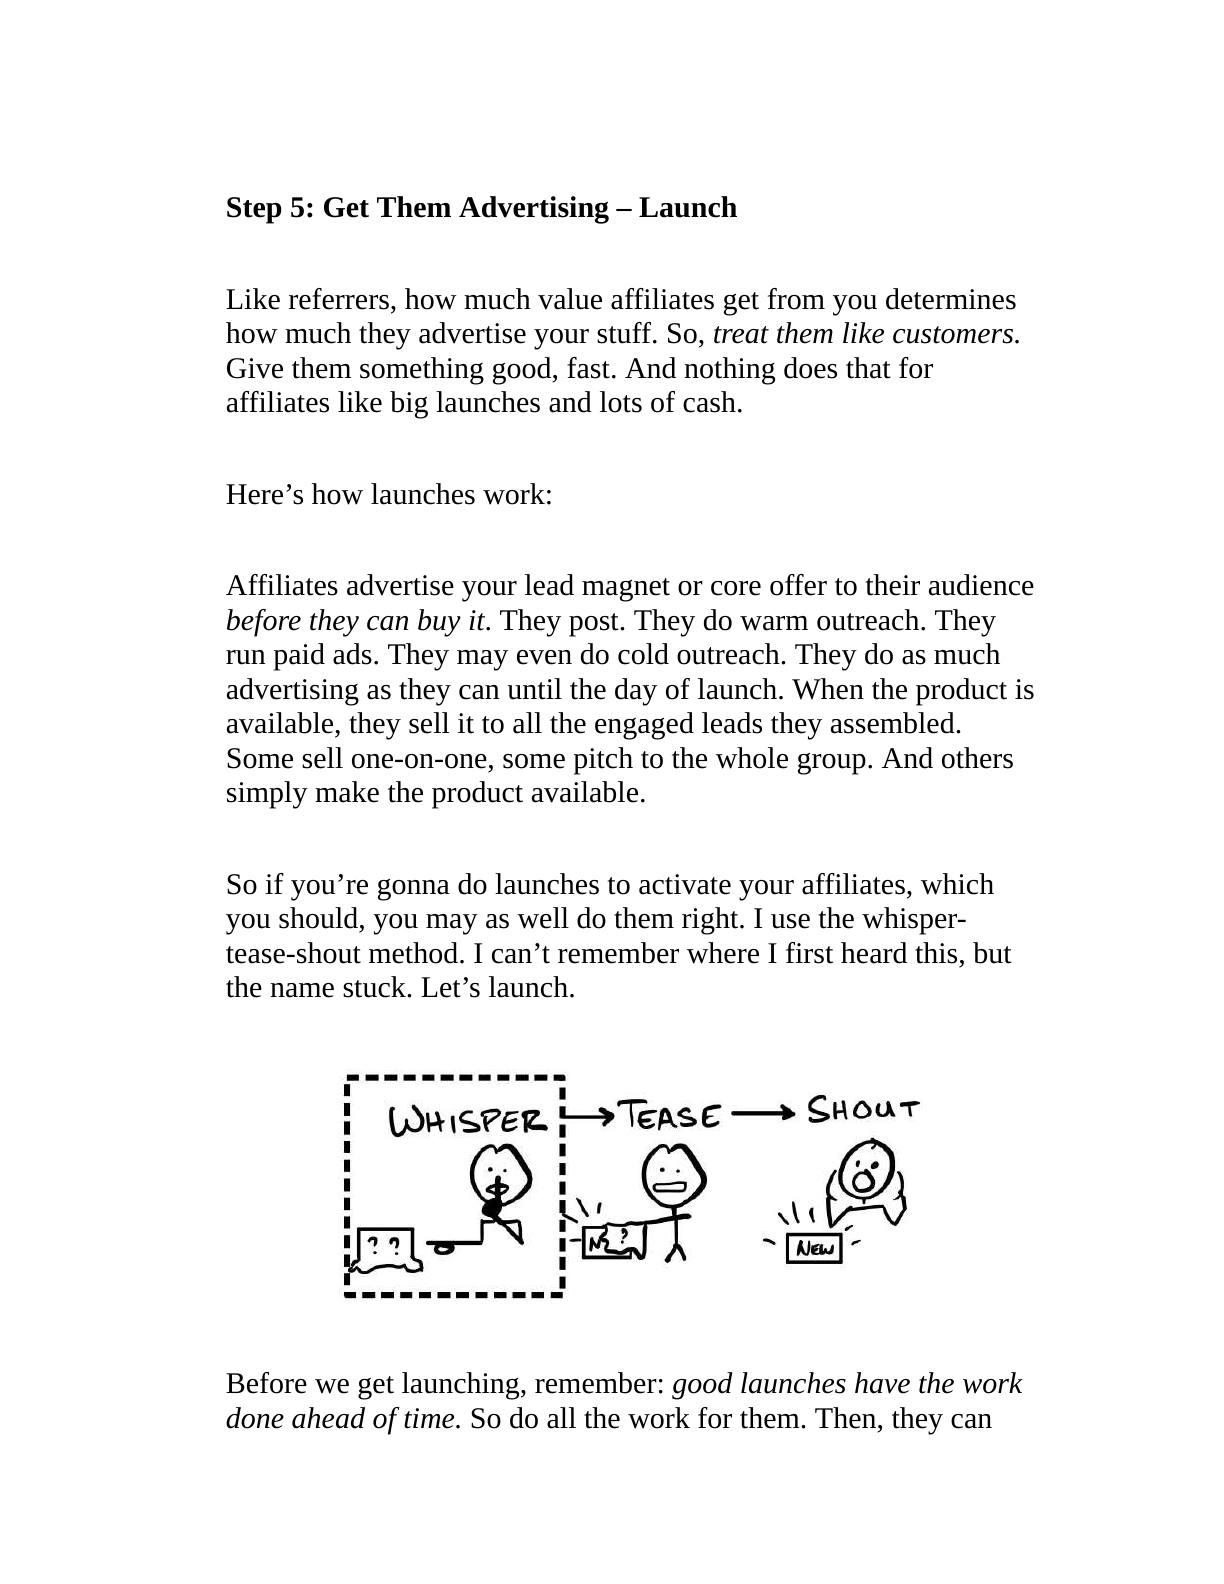 Step 5: Get Them Advertising – Launch
Like referrers, how much value affiliates get from you determines
how much they advertise your stuff. So, treat them like customers.
Give them something good, fast. And nothing does that for
affiliates like big launches and lots of cash.
Here’s how launches work:
Affiliates advertise your lead magnet or core offer to their audience
before they can buy it. They post. They do warm outreach. They
run paid ads. They may even do cold outreach. They do as much
advertising as they can until the day of launch. When the product is
available, they sell it to all the engaged leads they assembled.
Some sell one-on-one, some pitch to the whole group. And others
simply make the product available.
So if you’re gonna do launches to activate your affiliates, which
you should, you may as well do them right. I use the whisper-
tease-shout method. I can’t remember where I first heard this, but
the name stuck. Let’s launch.
WHISPER TEASE SHOUT
? ? N ? NEW
Before we get launching, remember: good launches have the work
done ahead of time. So do all the work for them. Then, they can